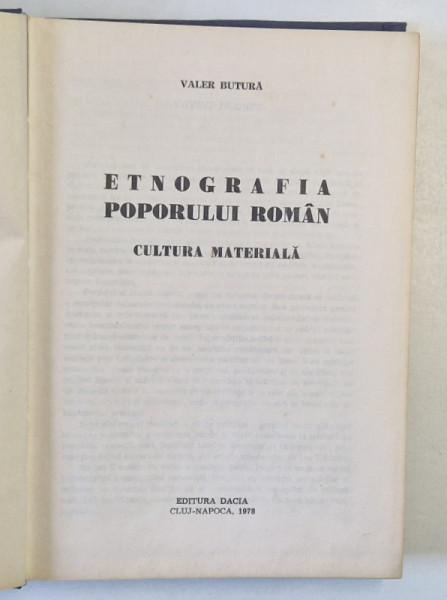 VALER BUTURĂ
ETNOGRAFIA
POPORULUI ROMÂN
CULTURA MATERIALĂ
EDITURA DACIA
CLUJ-NAPOCA, 1978